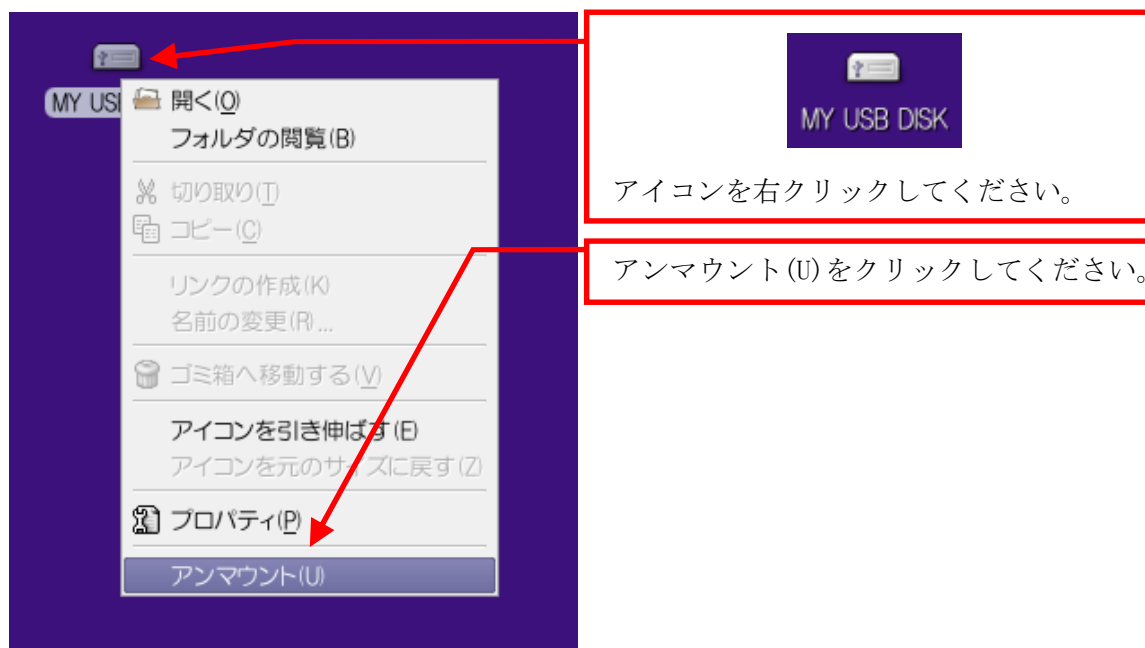 MY USB
開く(O)
フォルダの閲覧(B)
切り取り(T)
コピー(C)
リンクの作成(K)
名前の変更(R)...
ゴミ箱へ移動する(V)
アイコンを引き伸ばす(E)
アイコンを元のサイズに戻す(Z)
プロパティ(P)
アンマウント(U)
MY USB DISK
アイコンを右クリックしてください。
アンマウント(U)をクリックしてください。